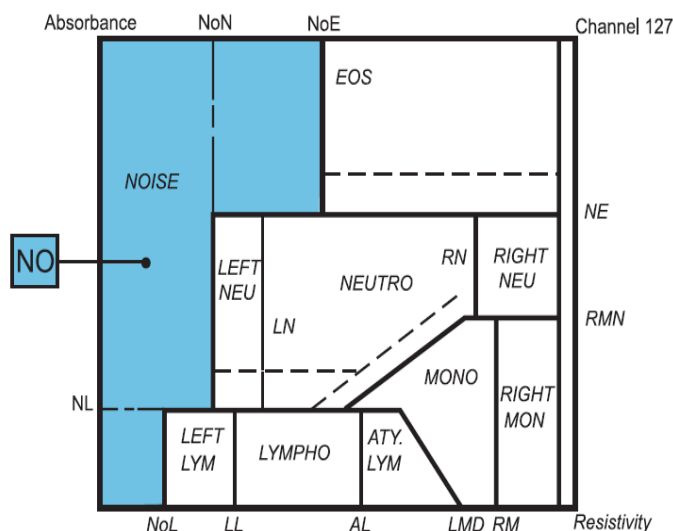 Absorbance
NoN
NoE
Channel 127
EOS
NOISE
NE
NO
LEFT
NEU
NEUTRO
RN
RIGHT
NEU
LN
RMN
MONO
RIGHT
MON
NL
LEFT
LYM
LYMPHO
ATY.
LYM
NoL
LL
AL
LMD
RM
Resistivity